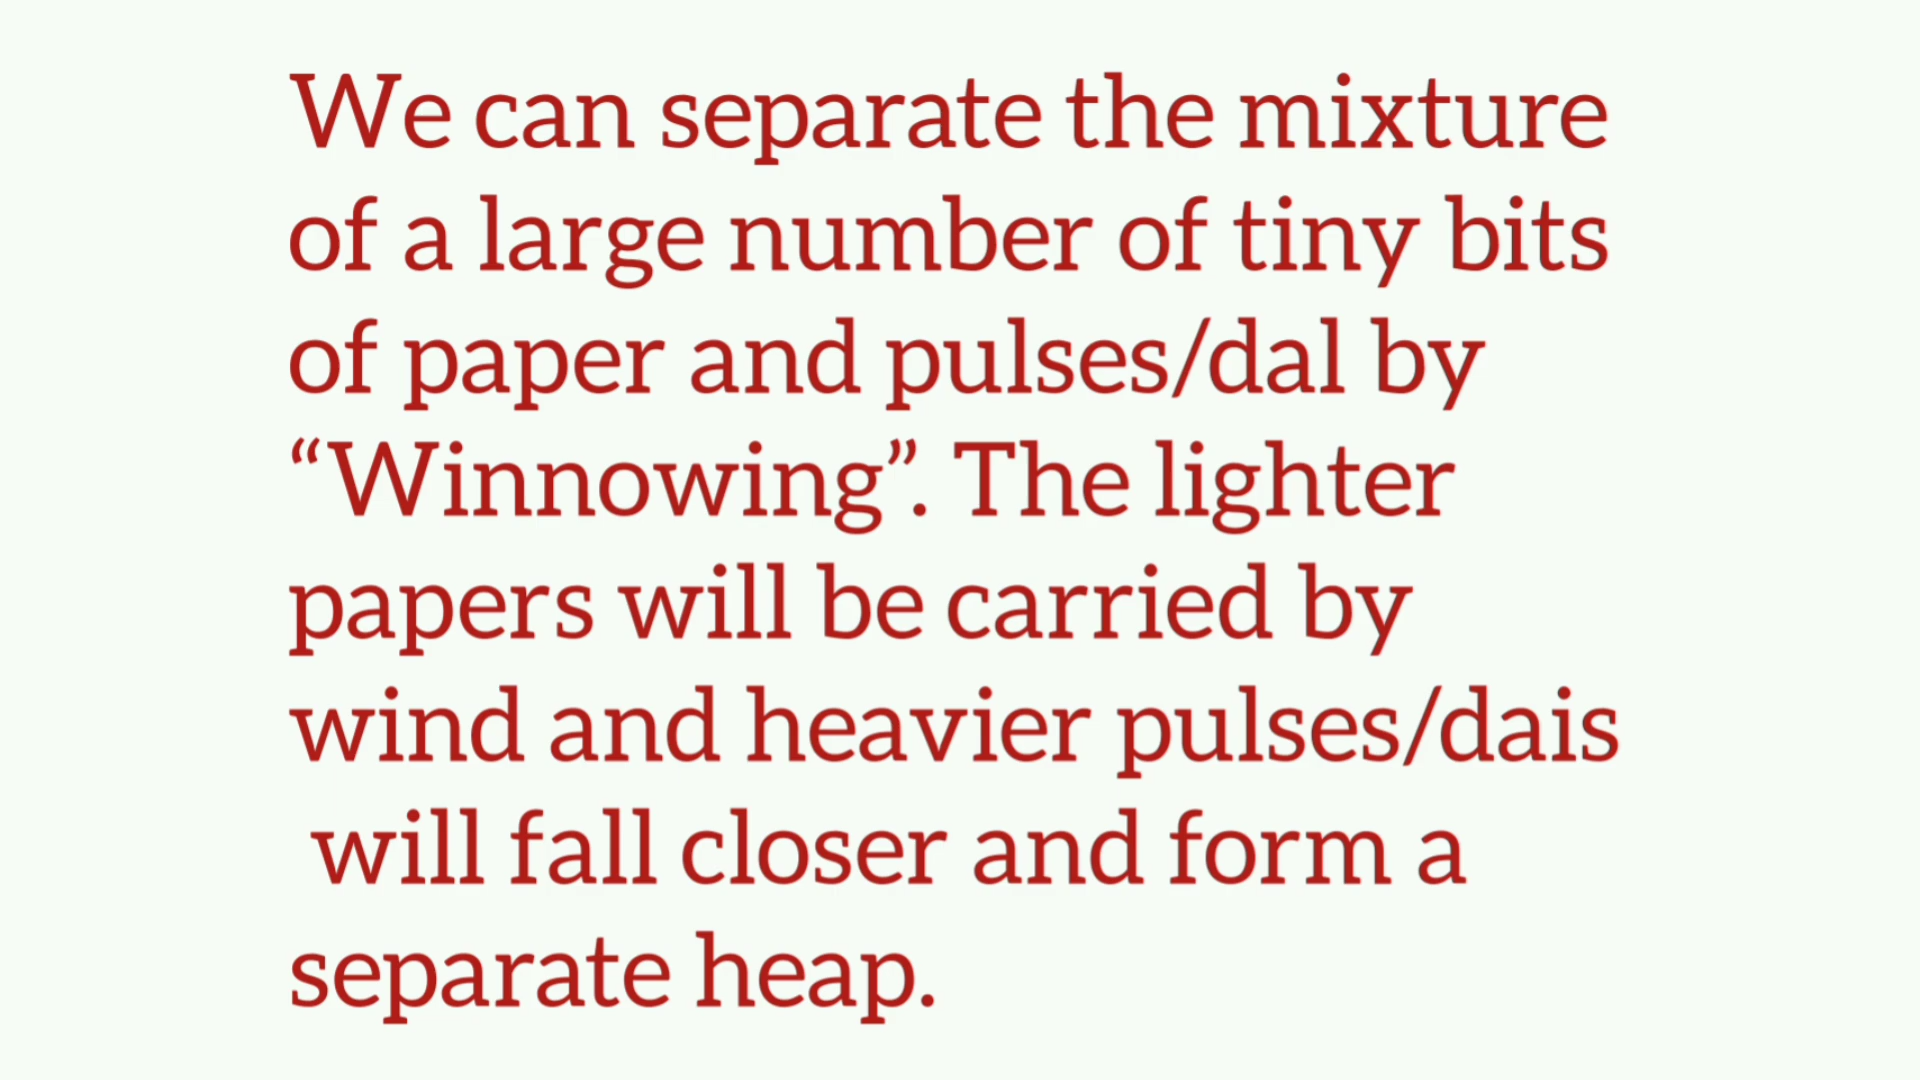 We can separate the mixture
of a large number of tiny bits
of paper and pulses/dal by
“Winnowing”. The lighter
papers will be carried by
wind and heavier pulses/dais
will fall closer and form a
separate heap.